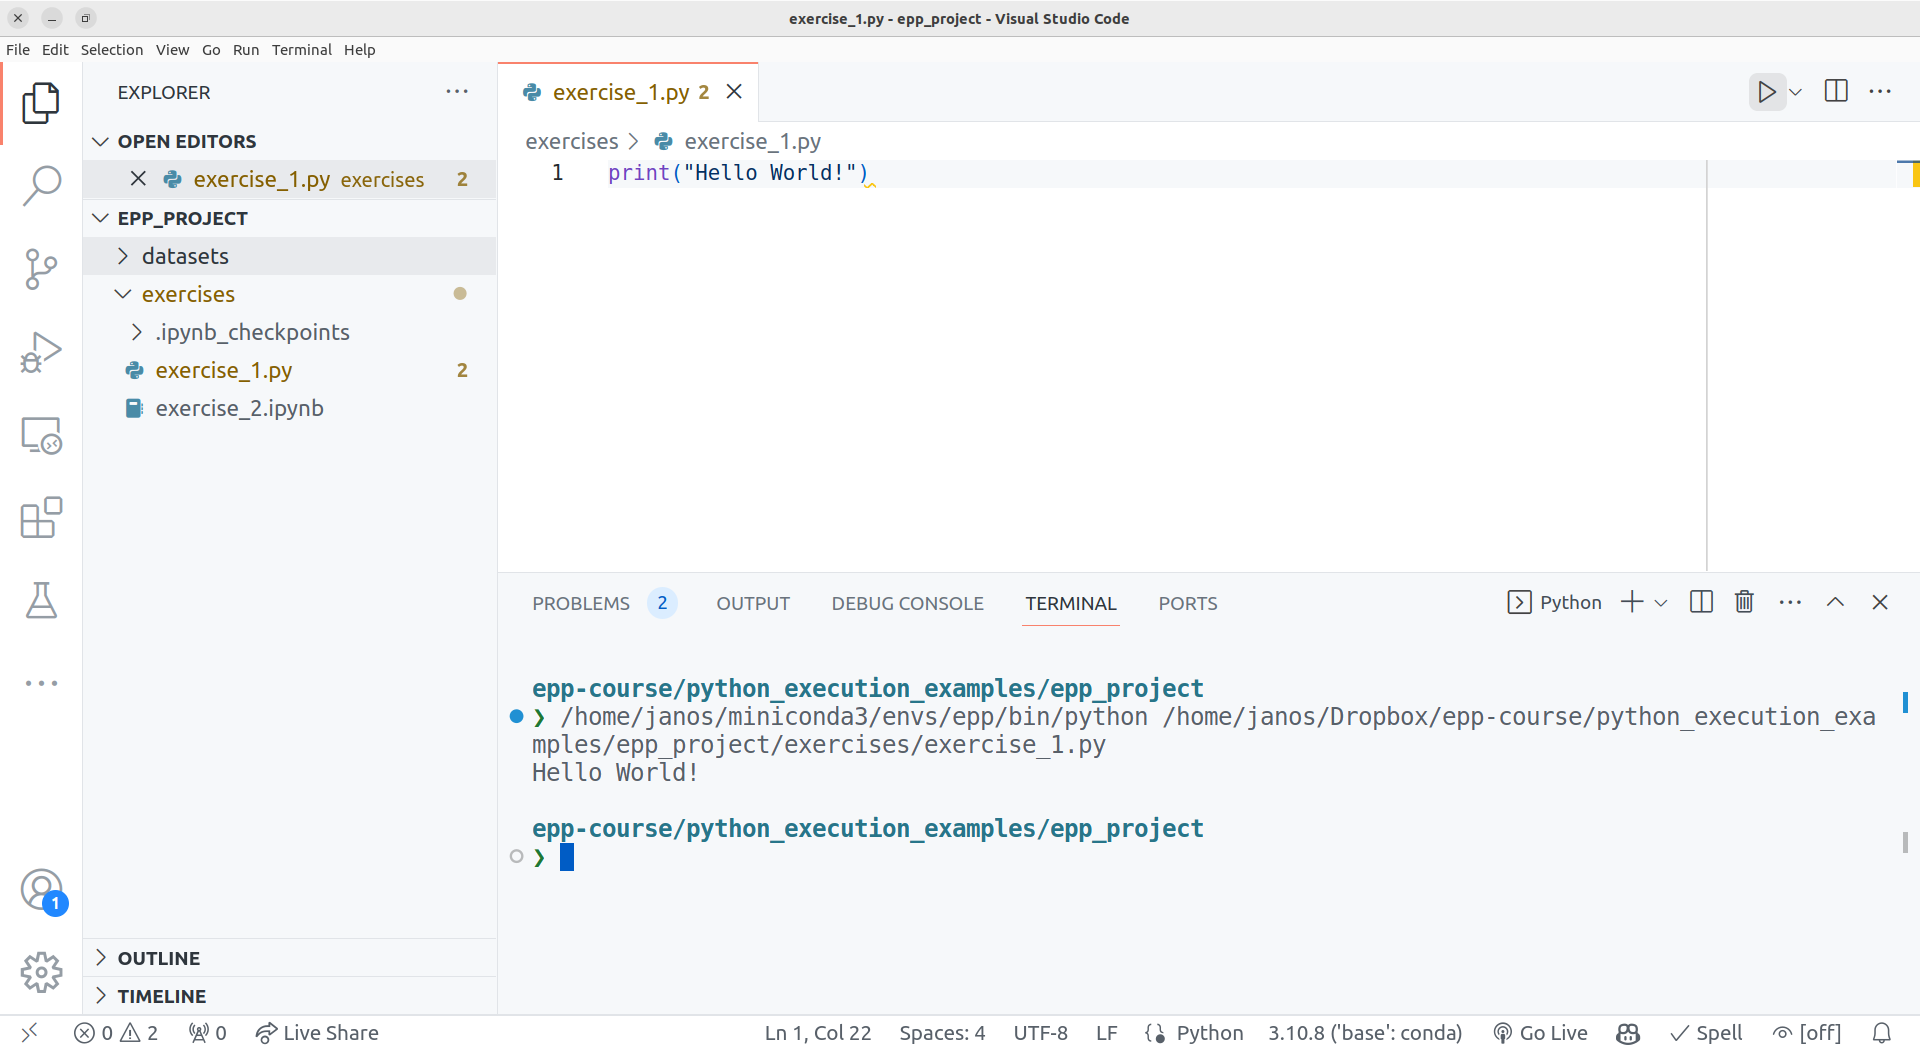 exercise_1.py - epp_project - Visual Studio Code
File Edit Selection View Go Run Terminal Help
EXPLORER
OPEN EDITORS
exercise_1.py exercises 2
EPP_PROJECT
datasets
exercises
.ipynb_checkpoints
exercise_1.py 2
exercise_2.ipynb
OUTLINE
TIMELINE
exercise_1.py 2
exercises > exercise_1.py
1 print("Hello World!")
PROBLEMS 2 OUTPUT DEBUG CONSOLE TERMINAL PORTS
Python
epp-course/python_execution_examples/epp_project
❯ /home/janos/miniconda3/envs/epp/bin/python /home/janos/Dropbox/epp-course/python_execution_exa
mples/epp_project/exercises/exercise_1.py
Hello World!
epp-course/python_execution_examples/epp_project
❯
1
0 2 0 Live Share Ln 1, Col 22 Spaces: 4 UTF-8 LF Python 3.10.8 ('base': conda) Go Live Spell [off]